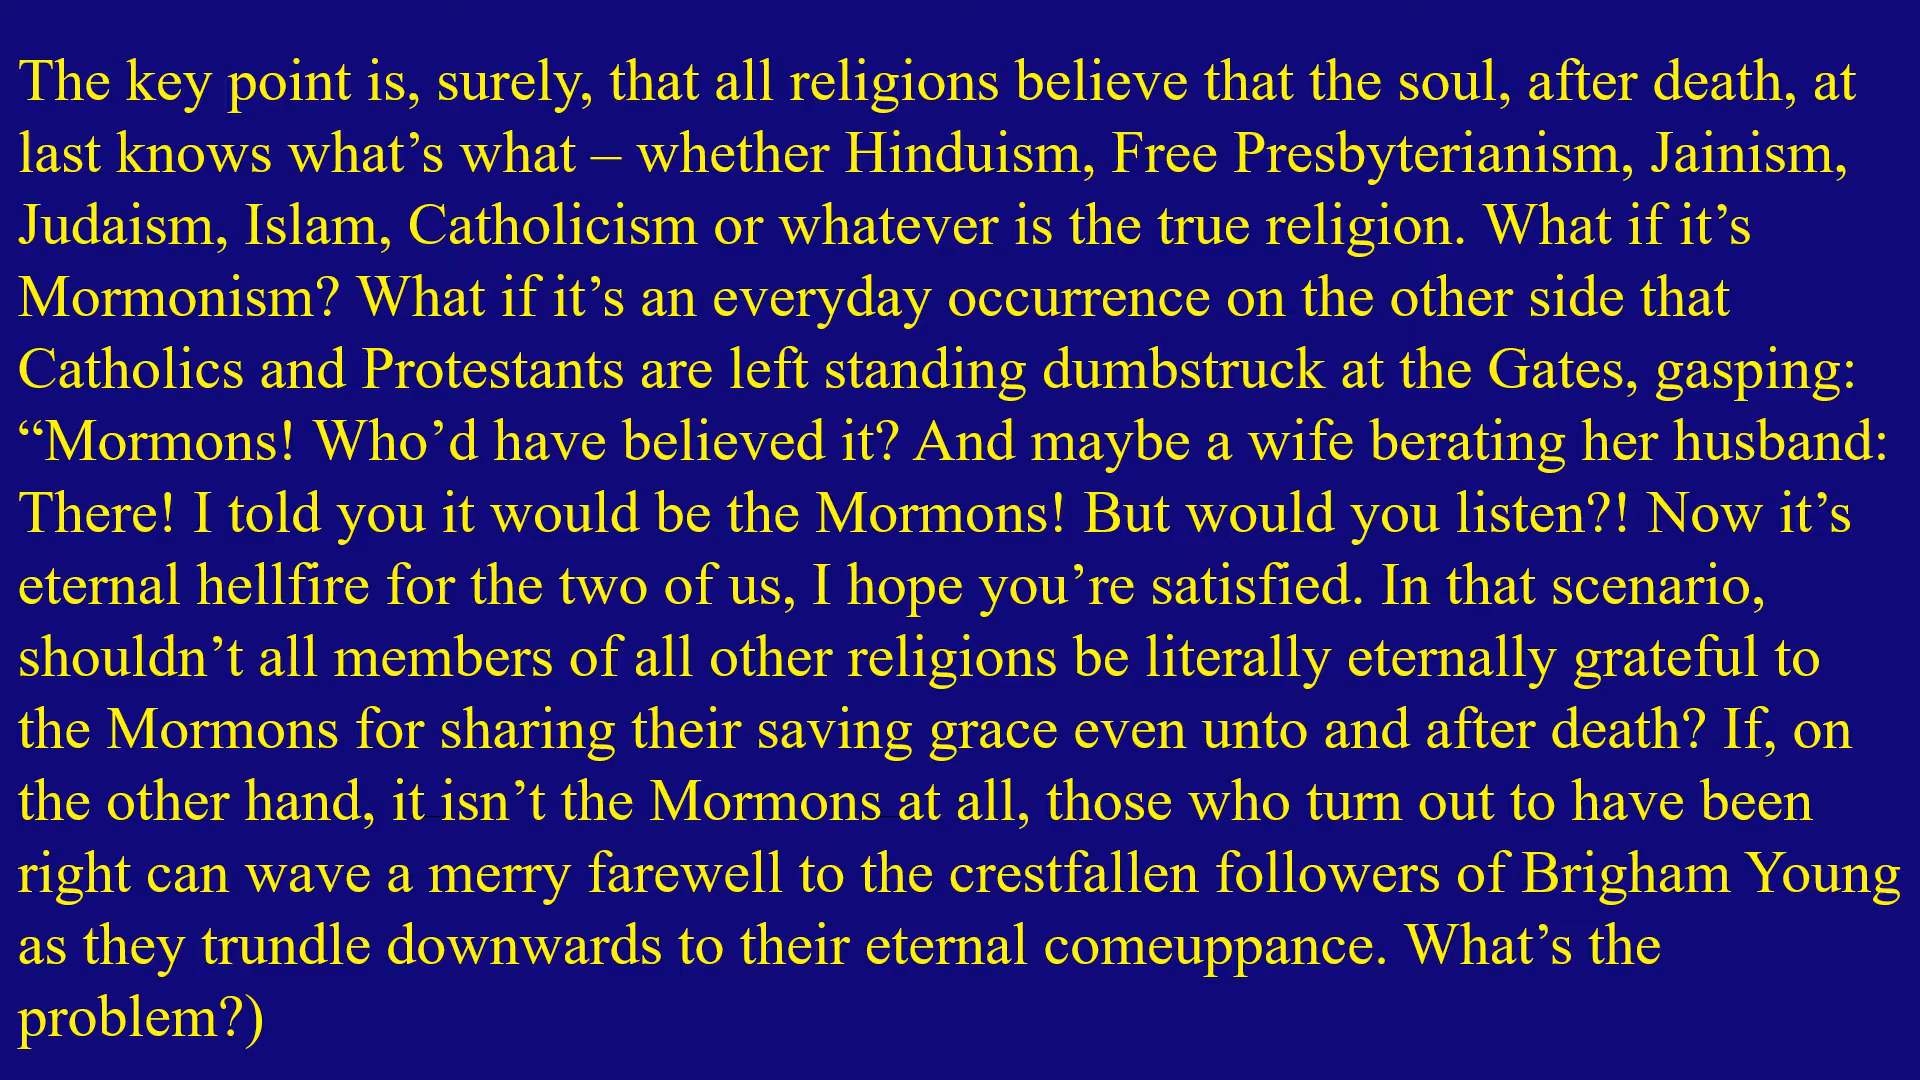 The key point is, surely, that all religions believe that the soul, after death, at
last knows what’s what – whether Hinduism, Free Presbyterianism, Jainism,
Judaism, Islam, Catholicism or whatever is the true religion. What if it’s
Mormonism? What if it’s an everyday occurrence on the other side that
Catholics and Protestants are left standing dumbstruck at the Gates, gasping:
“Mormons! Who’d have believed it? And maybe a wife berating her husband:
There! I told you it would be the Mormons! But would you listen?! Now it’s
eternal hellfire for the two of us, I hope you’re satisfied. In that scenario,
shouldn’t all members of all other religions be literally eternally grateful to
the Mormons for sharing their saving grace even unto and after death? If, on
the other hand, it isn’t the Mormons at all, those who turn out to have been
right can wave a merry farewell to the crestfallen followers of Brigham Young
as they trundle downwards to their eternal comeuppance. What’s the
problem?)